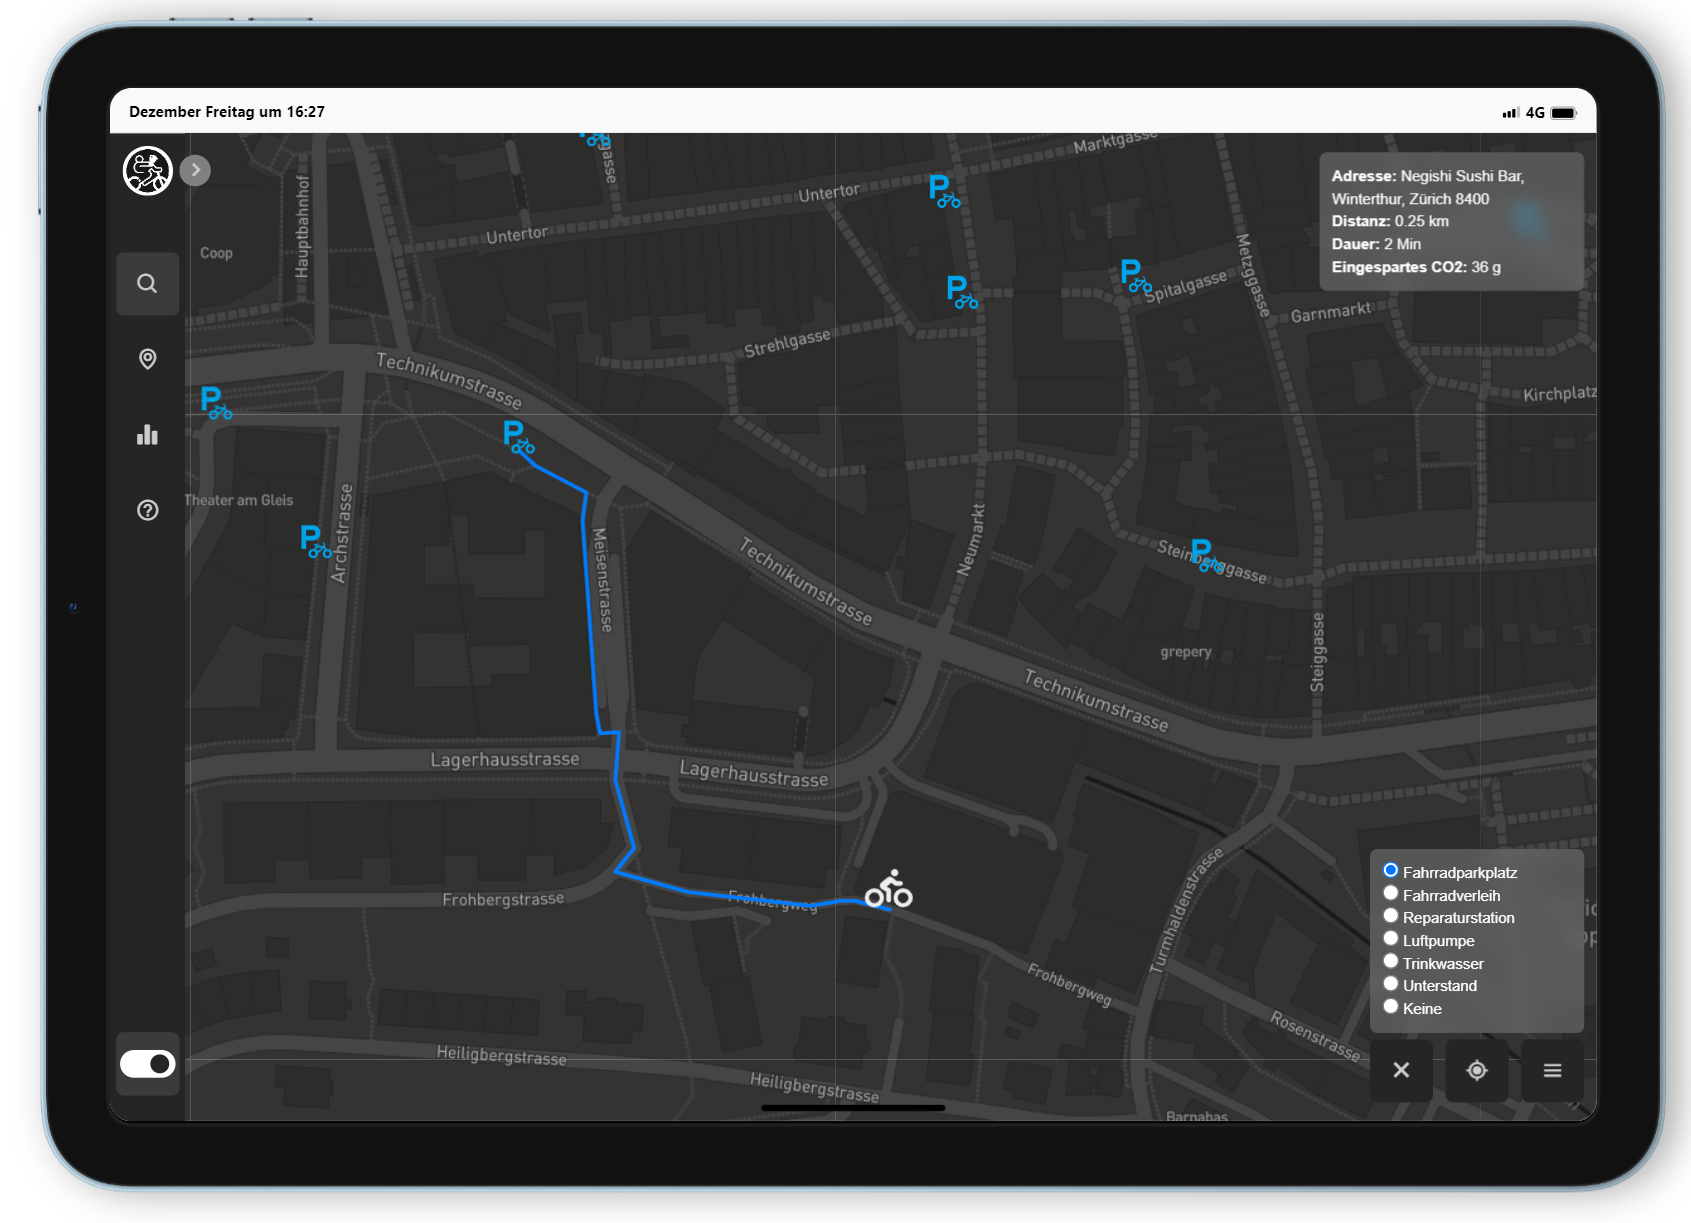 Dezember Freitag um 16:27
4G
Marktgasse
gasse
Untertor
Untertor
Hauptbahnhof
Coop
Adresse: Negishi Sushi Bar,
Winterthur, Zürich 8400
Distanz: 0.25 km
Dauer: 2 Min
Eingespartes CO2: 36 g
P
P
P
Metzggasse
Spitalgasse
Garnmarkt
Strehlgasse
Technikumstrasse
Kirchplatz
P
P
Theater am Gleis
P
Archstrasse
Meisenstrasse
Neumarkt
Technikumstrasse
P
Steinberggasse
Steiggasse
grepery
Technikumstrasse
Lagerhausstrasse
Lagerhausstrasse
Frohbergstrasse
Frohbergweg
Turmhaldenstrasse
Frohbergweg
Fahrradparkplatz
Fahrradverleih
Reparaturstation
Luftpumpe
Trinkwasser
Unterstand
Keine
Rosenstrasse
Heiligbergstrasse
Heiligbergstrasse
Barnabas